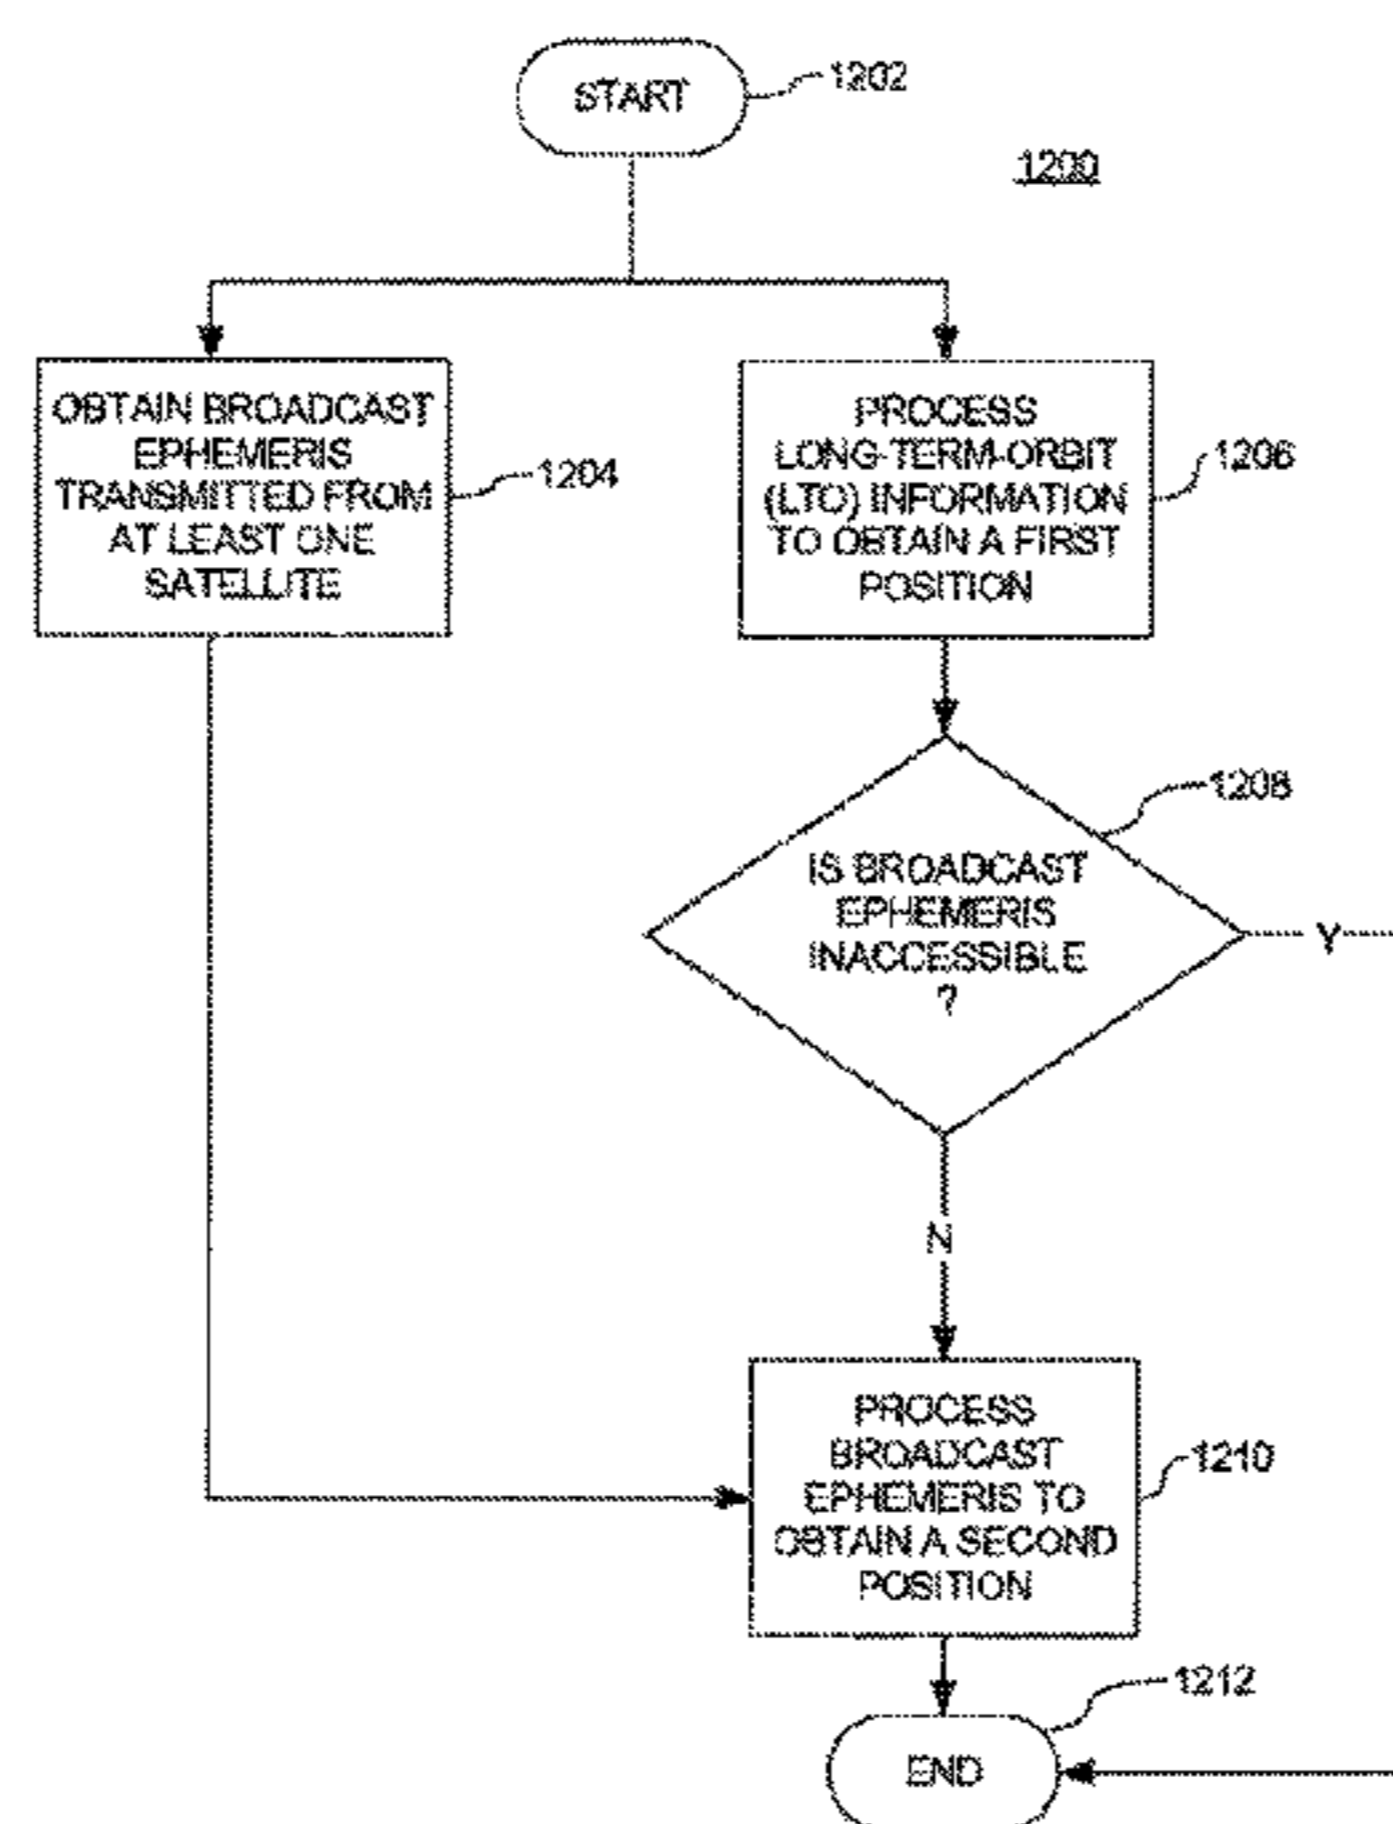 START
1202
1200
OBTAIN BROADCAST
EPHEMERIS
TRANSMITTED FROM
AT LEAST ONE
SATELLITE
1204
PROCESS
LONG-TERM-ORBIT
(LTO) INFORMATION
TO OBTAIN A FIRST
POSITION
1206
1208
IS BROADCAST
EPHEMERIS
INACCESSIBLE
?
Y
N
PROCESS
BROADCAST
EPHEMERIS TO
OBTAIN A SECOND
POSITION
1210
1212
END